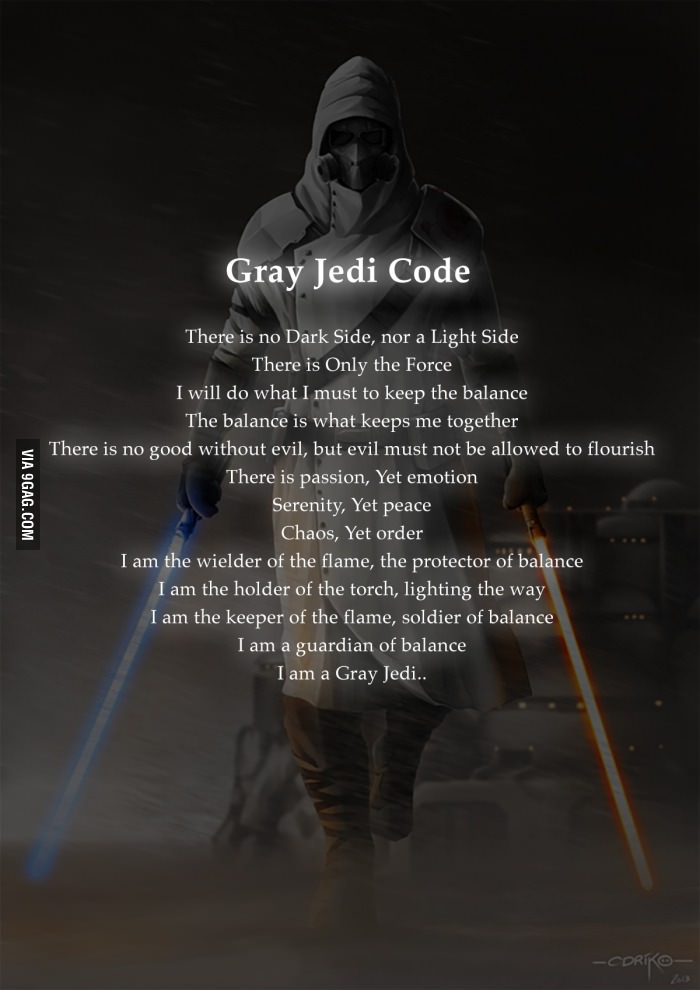 Gray Jedi Code
There is no Dark Side, nor a Light Side
There is Only the Force
I will do what I must to keep the balance
The balance is what keeps me together
There is no good without evil, but evil must not be allowed to flourish
There is passion, Yet emotion
Serenity, Yet peace
Chaos, Yet order
I am the wielder of the flame, the protector of balance
I am the holder of the torch, lighting the way
I am the keeper of the flame, soldier of balance
I am a guardian of balance
I am a Gray Jedi..
VIA 9GAG.COM
-CDRIKO-